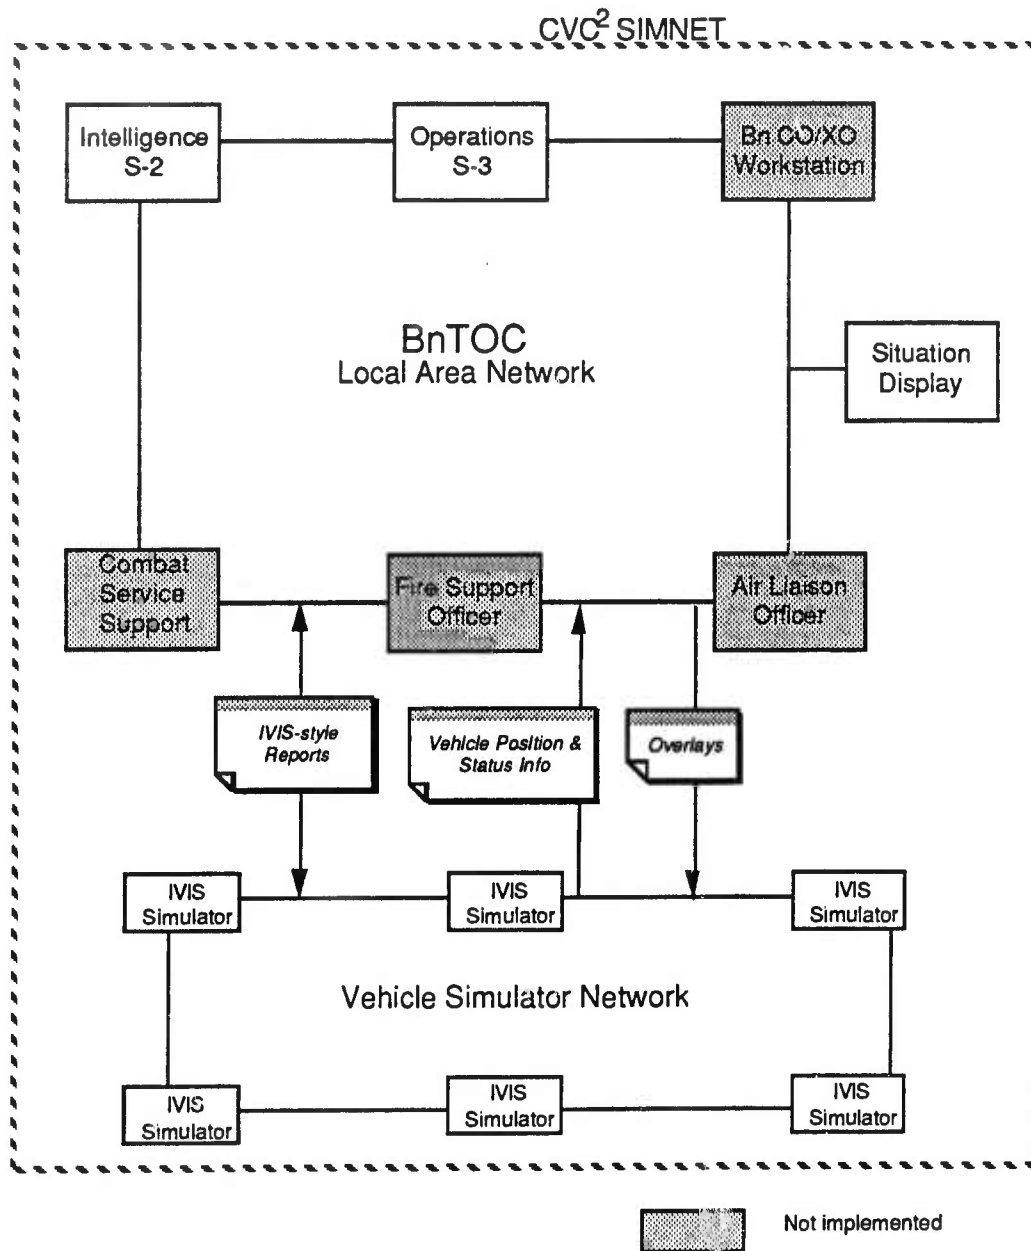 CVC² SIMNET
Intelligence
S-2
Operations
S-3
Bn CO/XO
Workstation
BnTOC
Local Area Network
Situation
Display
Combat
Service
Support
Fire Support
Officer
Air Liaison
Officer
IVIS-style
Reports
Vehicle Position &
Status Info
Overlays
IVIS
Simulator
IVIS
Simulator
IVIS
Simulator
Vehicle Simulator Network
IVIS
Simulator
IVIS
Simulator
IVIS
Simulator
Not implemented